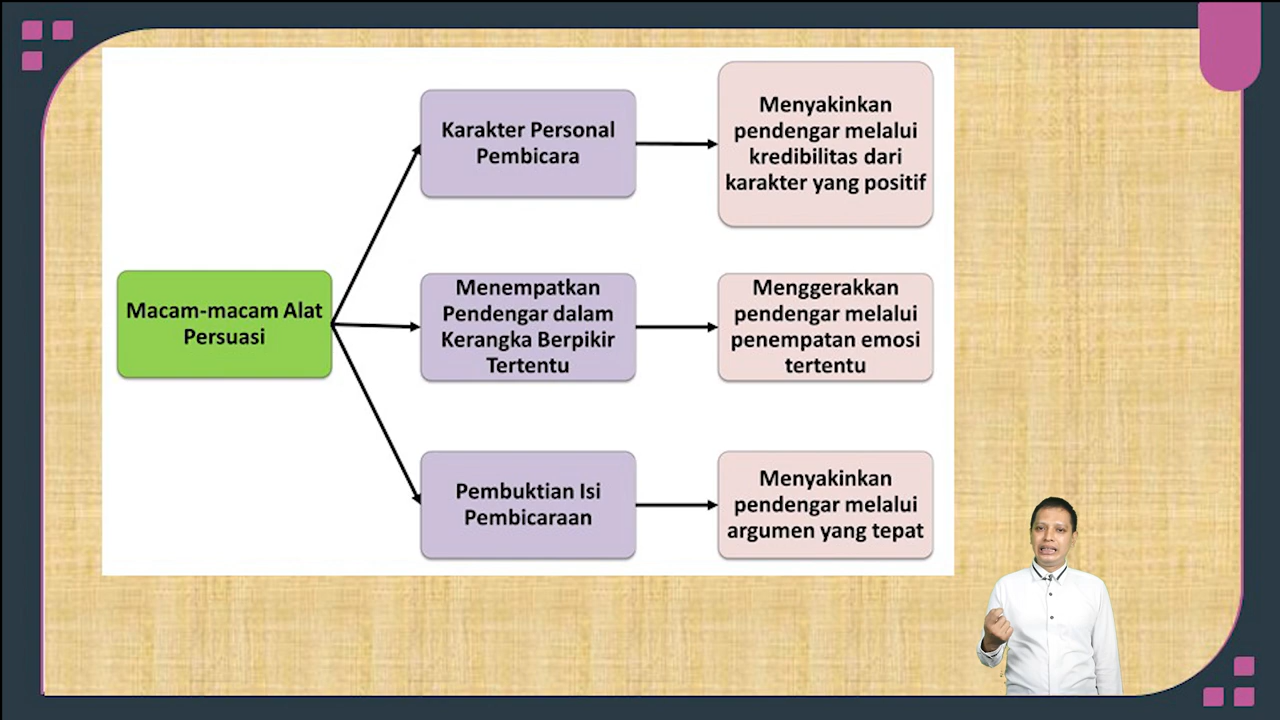 Macam-macam Alat
Persuasi
Karakter Personal
Pembicara
Menyakinkan
pendengar melalui
kredibilitas dari
karakter yang positif
Menempatkan
Pendengar dalam
Kerangka Berpikir
Tertentu
Menggerakkan
pendengar melalui
penempatan emosi
tertentu
Pembuktian Isi
Pembicaraan
Menyakinkan
pendengar melalui
argumen yang tepat